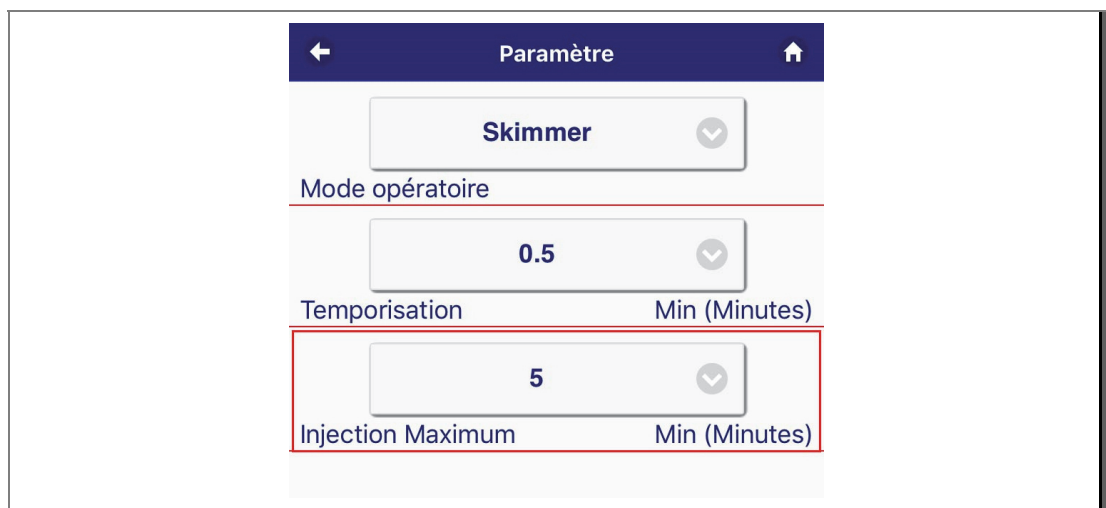 Paramètre
Skimmer
Mode opératoire
0.5
Temporisation Min (Minutes)
5
Injection Maximum Min (Minutes)